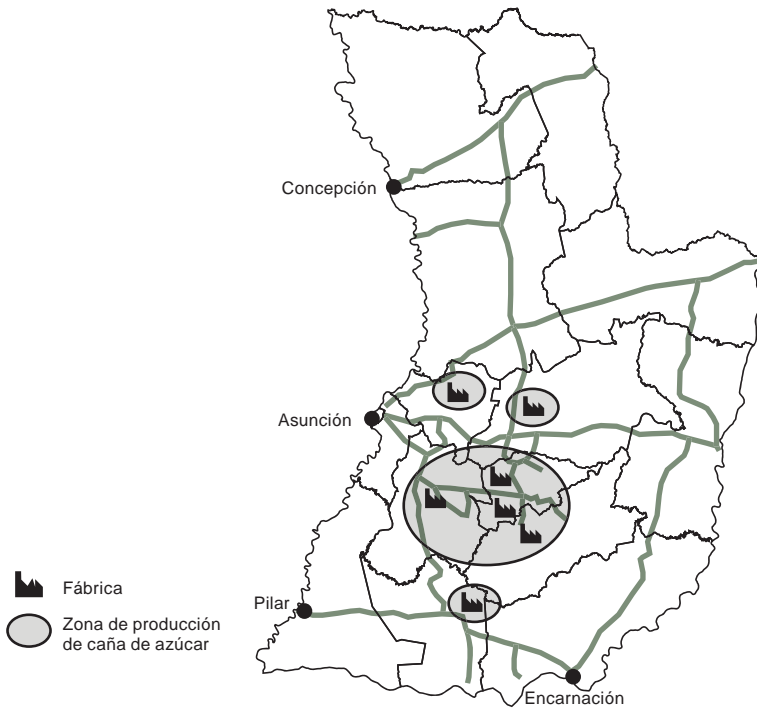 Concepción
Asunción
Fábrica
Pilar
Zona de producción
de caña de azúcar
Encarnación